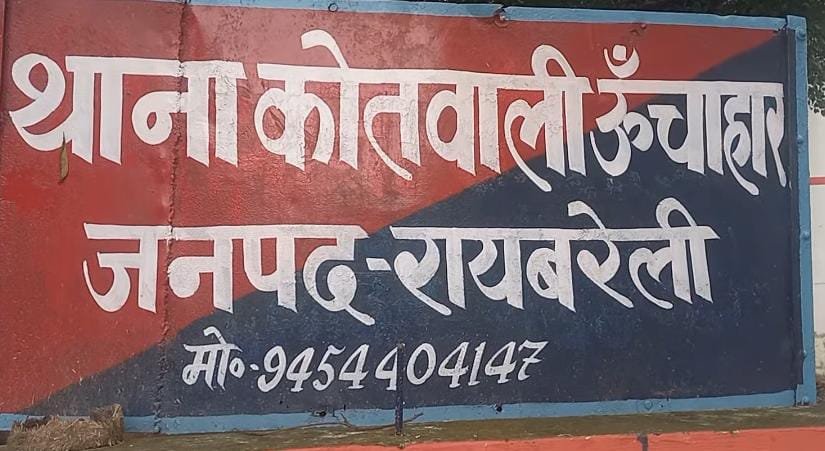 थाना कोतवाली ऊँचाहार
जनपद-रायबरेली
मो०-9454404147